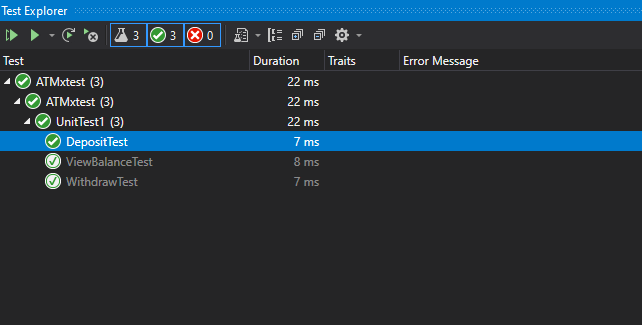 Test Explorer
3 3 0
Test Duration Traits Error Message
ATMxtest (3) 22 ms
ATMxtest (3) 22 ms
UnitTest1 (3) 22 ms
DepositTest 7 ms
ViewBalanceTest 8 ms
WithdrawTest 7 ms